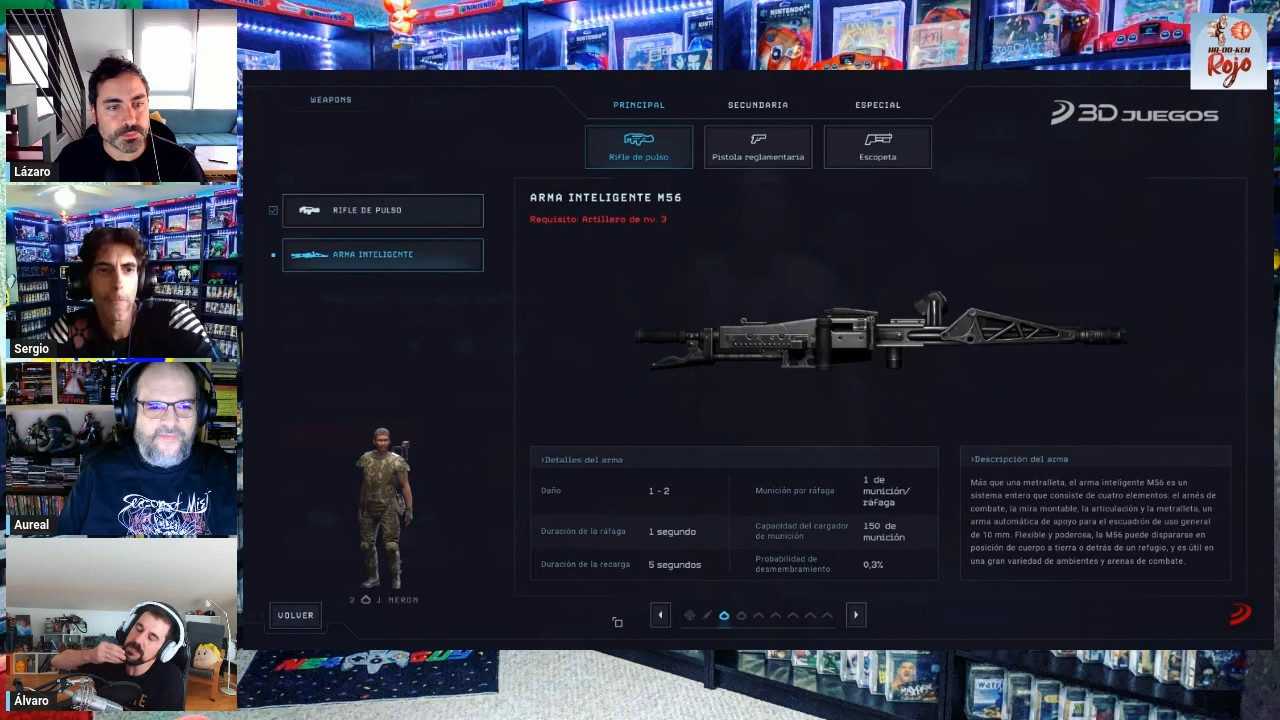 Lázaro
Sergio
Aureal
Álvaro
HA-DO-KEN
Rojo
3D JUEGOS
WEAPONS
PRINCIPAL
SECUNDARIA
ESPECIAL
Rifle de pulso
Pistola reglamentaria
Escopeta
RIFLE DE PULSO
ARMA INTELIGENTE
ARMA INTELIGENTE M56
Requisito: Artillero de nv. 3
>Detalles del arma
Daño
1 - 2
Munición por ráfaga
1 de
munición/
ráfaga
Duración de la ráfaga
1 segundo
Capacidad del cargador
de munición
150 de
munición
Duración de la recarga
5 segundos
Probabilidad de
desmembramiento
0,3%
>Descripción del arma
Más que una metralleta, el arma inteligente M56 es un
sistema entero que consiste de cuatro elementos: el arnés de
combate, la mira montable, la articulación y la metralleta, un
arma automática de apoyo para el escuadrón de uso general
de 10 mm. Flexible y poderosa, la M56 puede dispararse en
posición de cuerpo a tierra o detrás de un refugio, y es útil en
una gran variedad de ambientes y arenas de combate.
2 J. NERON
VOLVER